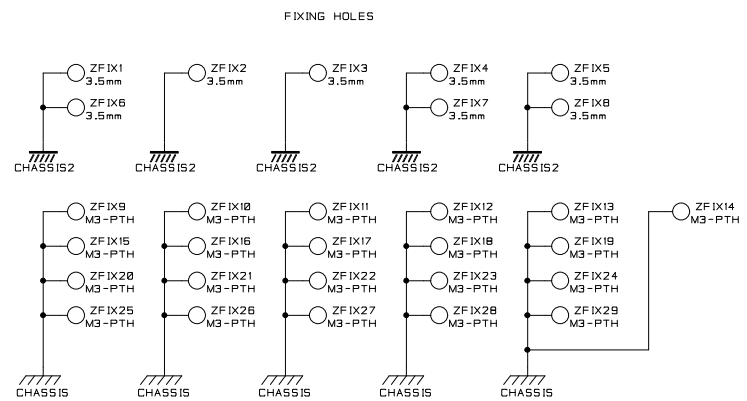 FIXING HOLES
ZFIX1 ZFIX2 ZFIX3 ZFIX4 ZFIX5
3.5mm 3.5mm 3.5mm 3.5mm 3.5mm
ZFIX6 ZFIX7 ZFIX8
3.5mm 3.5mm 3.5mm
CHASSIS2 CHASSIS2 CHASSIS2 CHASSIS2 CHASSIS2
ZFIX9 ZFIX10 ZFIX11 ZFIX12 ZFIX13 ZFIX14
M3-PTH M3-PTH M3-PTH M3-PTH M3-PTH M3-PTH
ZFIX15 ZFIX16 ZFIX17 ZFIX18 ZFIX19
M3-PTH M3-PTH M3-PTH M3-PTH M3-PTH
ZFIX20 ZFIX21 ZFIX22 ZFIX23 ZFIX24
M3-PTH M3-PTH M3-PTH M3-PTH M3-PTH
ZFIX25 ZFIX26 ZFIX27 ZFIX28 ZFIX29
M3-PTH M3-PTH M3-PTH M3-PTH M3-PTH
CHASSIS CHASSIS CHASSIS CHASSIS CHASSIS